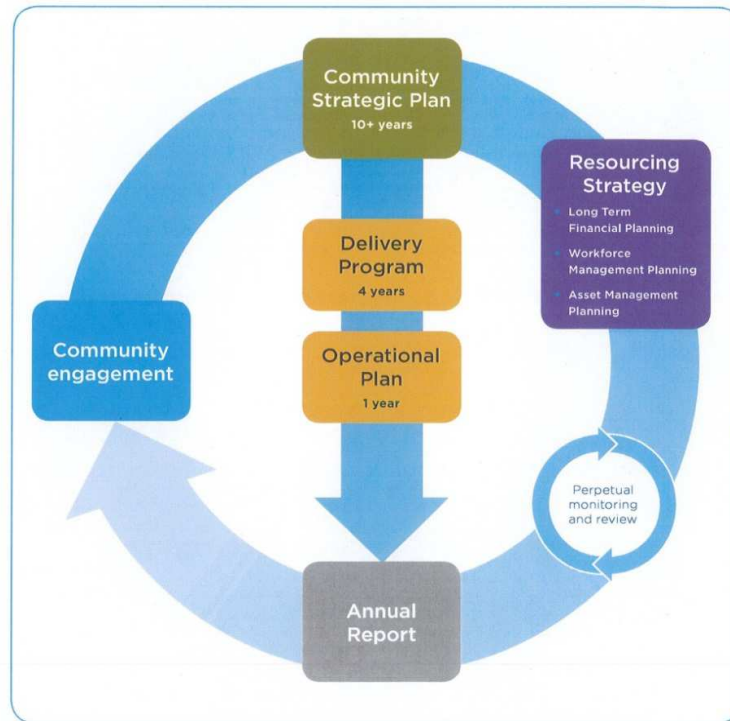 Community
Strategic Plan
10+ years
Resourcing
Strategy
Long Term
Financial Planning
Workforce
Management Planning
Asset Management
Planning
Delivery
Program
4 years
Community
engagement
Operational
Plan
1 year
Perpetual
monitoring
and review
Annual
Report